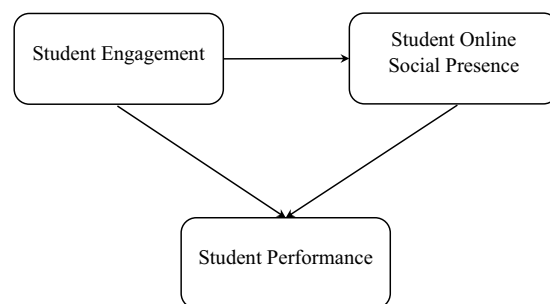 Student Engagement
Student Online
Social Presence
Student Performance